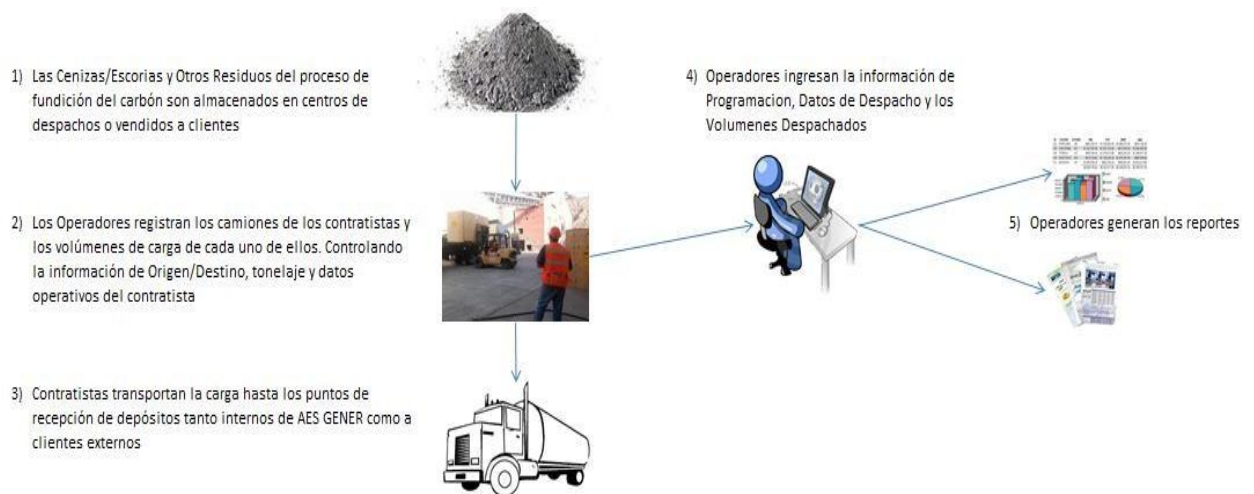 1) Las Cenizas/Escorias y Otros Residuos del proceso de
fundición del carbón son almacenados en centros de
despachos o vendidos a clientes
2) Los Operadores registran los camiones de los contratistas y
los volúmenes de carga de cada uno de ellos. Controlando
la información de Origen/Destino, tonelaje y datos
operativos del contratista
3) Contratistas transportan la carga hasta los puntos de
recepción de depósitos tanto internos de AES GENER como a
clientes externos
4) Operadores ingresan la información de
Programacion, Datos de Despacho y los
Volumenes Despachados
5) Operadores generan los reportes